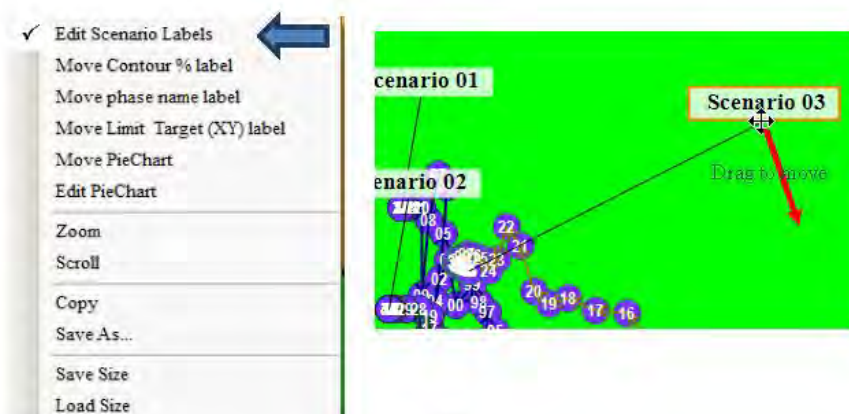 ✓ Edit Scenario Labels
Move Contour % label
Move phase name label
Move Limit Target (XY) label
Move PieChart
Edit PieChart
Zoom
Scroll
Copy
Save As...
Save Size
Load Size
cenario 01
Scenario 03
Drag to move
enario 02
08
05
22
21
23
24
02
20
19
18
17
16
00
98
97
28